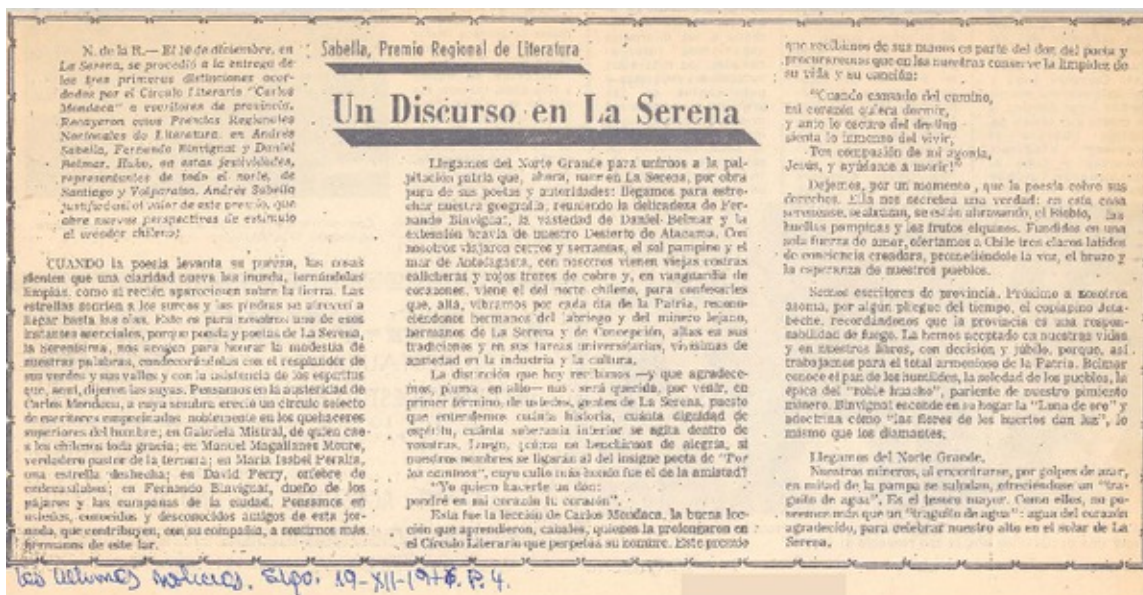 N. de la R.— El 10 de diciembre, en
La Serena, se procedió a la entrega de
las tres primeras distinciones acor-
dadas por el Círculo Literario "Carlos
Mondaca" a escritores de provincia.
Recayeron estos Premios Regionales
Nacionales de Literatura, en Andrés
Sabella, Fernando Binvignat y Daniel
Belmar. Hubo, en estas festividades,
representantes de todo el norte, de
Santiago y Valparaíso. Andrés Sabella
el valor de este premio, que
abre nuevas perspectivas de estímulo
al creador chileno:
CUANDO la poesía levanta su pureza, las cosas
sienten que una claridad nueva las inunda, tornándolas
limpias, como si recién apareciesen sobre la tierra. Las
estrellas sonríen a los surcos y las piedras se atreven a
llegar hasta las olas. Este es para nosotros uno de esos
instantes esenciales, porque poesía y poetas de La Serena,
la Serenísima, nos acogen para honrar la modestia de
nuestras palabras, condecorándolas con el resplandor de
sus verdes y sus valles y con la insistencia de los espíritus
que, aquí, dijeron las suyas. Pensamos en la austeridad de
Carlos Mondaca, a cuya sombra creció un círculo selecto
de escritores empecinados noblemente en los quehaceres
superiores del hombre; en Gabriela Mistral, de quien cae
a los chilenos toda gracia; en Manuel Magallanes Moure,
verdadero pastor de la ternura; en María Isabel Peralta,
una estrella deshecha; en David Perry, orfebre de
endecasílabos; en Fernando Binvignat, dueño de los
pájaros y las campanas de la ciudad. Pensamos en
ustedes, conocidos y desconocidos amigos de esta jor-
nada, que contribuyen, con su compañía, a sentirnos más
hermanos de este lar.
Sabella, Premio Regional de Literatura
Un Discurso en La Serena
Llegamos del Norte Grande para unirnos a la pal-
pitación patria que, ahora, nace en La Serena, por obra
pura de sus poetas y autoridades: llegamos para estre-
char nuestra geografía, reuniendo la delicadeza de Fer-
nando Binvignat, la vastedad de Daniel Belmar y la
extensión bravía de nuestro Desierto de Atacama. Con
nosotros viajaron cerros y serranías, el sol pampino y el
mar de Antofagasta, con nosotros vienen viejas costras
calicheras y rojos trozos de cobre y, en vanguardia de
corazones, viene el del norte chileno, para confesarles
que, allá, vibramos por cada día de la Patria, recono-
ciéndonos hermanos del labriego y del minero lejano,
hermanos de La Serena y de Concepción, altas en sus
tradiciones y en sus tareas universitarias, vivísimas de
ansiedad en la industria y la cultura.
La distinción que hoy recibimos —y que agradece-
mos, pluma en alto— nos será querida, por venir, en
primer término, de ustedes, gentes de La Serena, puesto
que entendemos cuánta historia, cuánta dignidad de
espíritu, cuánta soberanía interior se agita dentro de
vosotros. Luego, ¿cómo no henchirnos de alegría, si
nuestros nombres se ligarán al del insigne poeta de "Por
los caminos", cuyo culto más hondo fue el de la amistad?
"Yo quiero hacerte un don:
pondré en mi corazón tu corazón".
Esta fue la lección de Carlos Mondaca, la buena lec-
ción que aprendieron, cabales, quienes la prolongaron en
el Círculo Literario que perpetúa su nombre. Este premio
que recibimos de sus manos es parte del don del poeta y
procuraremos que en las nuestras conserve la limpidez de
su vida y su canción:
"Cuando cansado del camino,
mi corazón quiera dormir,
y ante lo oscuro del destino
sienta lo inmenso del vivir,
Ten compasión de mi agonía,
Jesús, y ayúdame a morir!"
Dejemos, por un momento, que la poesía cobre sus
derechos. Ella nos secretea una verdad: en esta casa
serenense, se abrazan, se están abrazando, el Biobío, las
huellas pampinas y los frutos elquinos. Fundidos en una
sola fuerza de amor, ofertamos a Chile tres claros latidos
de conciencia creadora, prometiéndole la voz, el brazo y
la esperanza de nuestros pueblos.
Somos escritores de provincia. Próximo a nosotros
asoma, por algún pliegue del tiempo, el copiapino Jota-
beche, recordándonos que la provincia es una respon-
sabilidad de fuego. La hemos aceptado en nuestras vidas
y en nuestros libros, con decisión y júbilo, porque, así,
trabajamos para el total armonioso de la Patria. Belmar
conoce el pan de los humildes, la soledad de los pueblos, la
épica del "roble huacho", pariente de nuestro pimiento
minero. Binvignat esconde en su hogar la "Luna de oro" y
adoctrina cómo "las flores de los huertos dan luz", lo
mismo que los diamantes.
Llegamos del Norte Grande.
Nuestros mineros, al encontrarse, por golpes de azar,
en mitad de la pampa se saludan, ofreciéndose un "tra-
guito de agua". Es el tesoro mayor. Como ellos, no po-
seemos más que un "traguito de agua": agua del corazón
agradecido, para celebrar nuestro alto en el solar de La
Serena.
Las Ultimas Noticias. Stgo. 19-XII-19 P. 4.